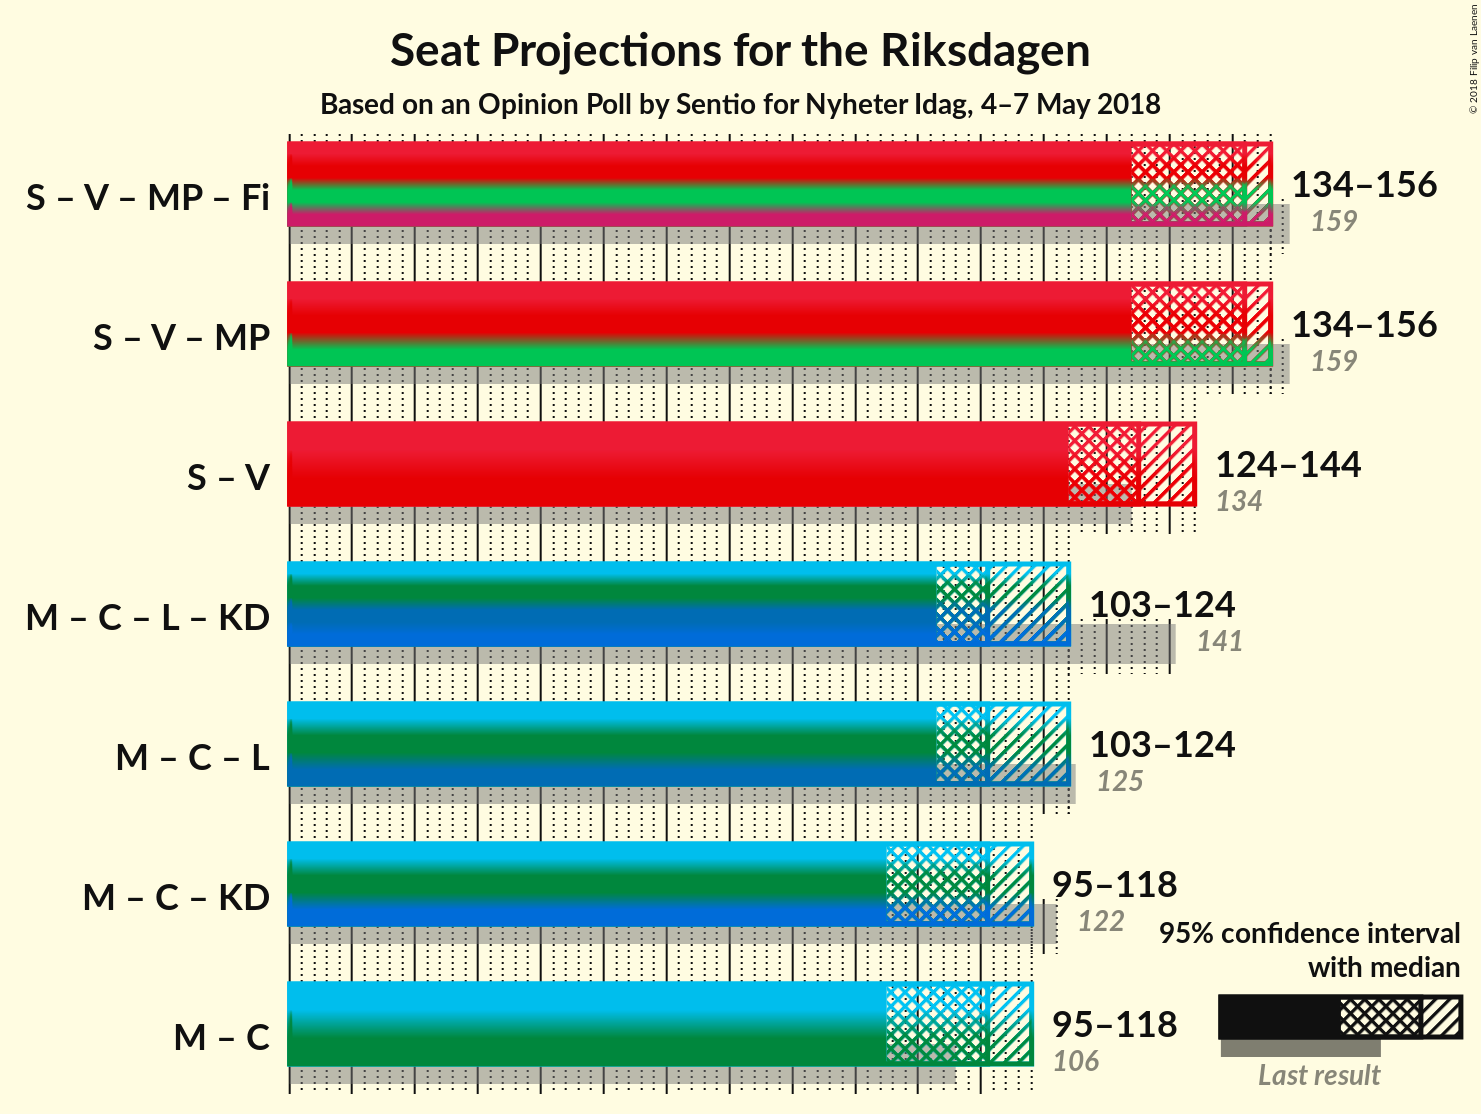 Seat Projections for the Riksdagen
Based on an Opinion Poll by Sentio for Nyheter Idag, 4–7 May 2018
© 2018 Filip van Laenen
S – V – MP – Fi
134–156
159
S – V – MP
134–156
159
S – V
124–144
134
M – C – L – KD
103–124
141
M – C – L
103–124
125
M – C – KD
95–118
122
M – C
95–118
106
95% confidence interval
with median
Last result